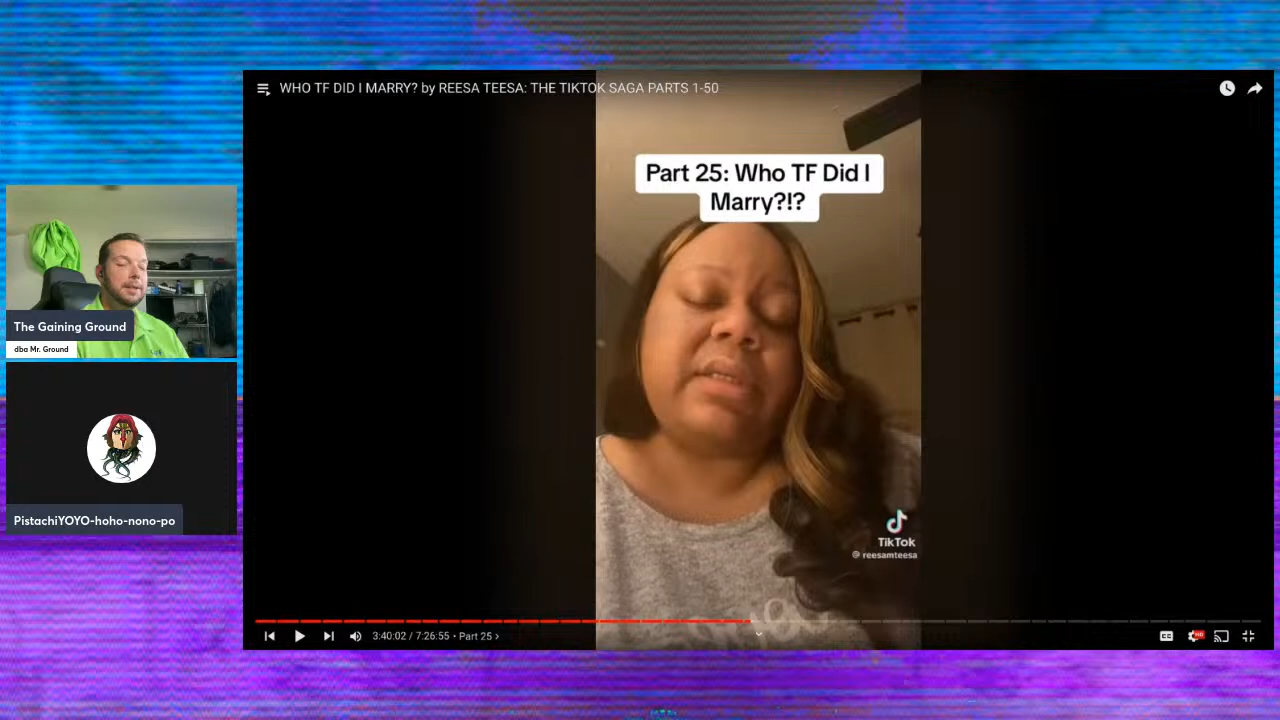 WHO TF DID I MARRY? by REESA TEESA: THE TIKTOK SAGA PARTS 1-50
Part 25: Who TF Did I
Marry?!?
The Gaining Ground
dba Mr. Ground
PistachiYOYO-hoho-nono-po
TikTok
@ reesamteesa
3:40:02 / 7:26:55 • Part 25 ›
CC
HD